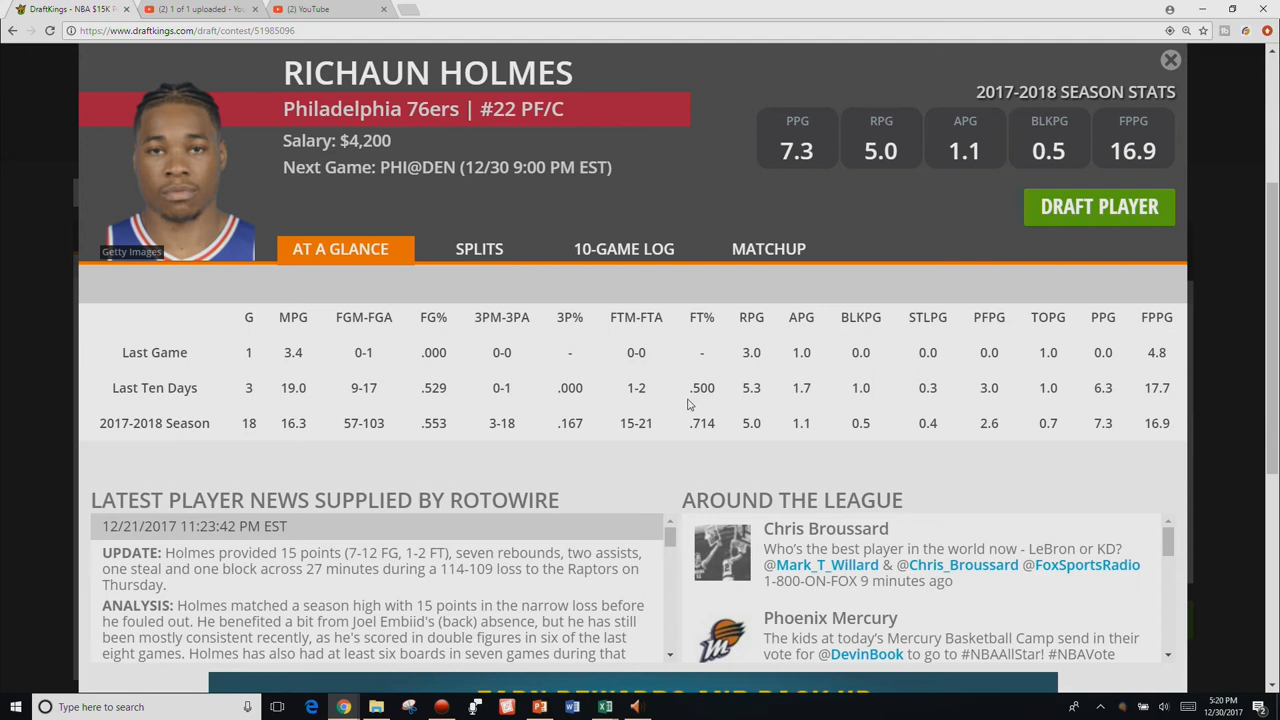 DraftKings - NBA $15K P
(2) 1 of 1 uploaded - You
(2) YouTube
https://www.draftkings.com/draft/contest/51985096
RICHAUN HOLMES
Philadelphia 76ers | #22 PF/C
Salary: $4,200
Next Game: PHI@DEN (12/30 9:00 PM EST)
Getty Images
2017-2018 SEASON STATS
PPG RPG APG BLKPG FPPG
7.3 5.0 1.1 0.5 16.9
DRAFT PLAYER
AT A GLANCE SPLITS 10-GAME LOG MATCHUP
G MPG FGM-FGA FG% 3PM-3PA 3P% FTM-FTA FT% RPG APG BLKPG STLPG PFPG TOPG PPG FPPG
Last Game 1 3.4 0-1 .000 0-0 - 0-0 - 3.0 1.0 0.0 0.0 0.0 1.0 0.0 4.8
Last Ten Days 3 19.0 9-17 .529 0-1 .000 1-2 .500 5.3 1.7 1.0 0.3 3.0 1.0 6.3 17.7
2017-2018 Season 18 16.3 57-103 .553 3-18 .167 15-21 .714 5.0 1.1 0.5 0.4 2.6 0.7 7.3 16.9
LATEST PLAYER NEWS SUPPLIED BY ROTOWIRE
12/21/2017 11:23:42 PM EST
UPDATE: Holmes provided 15 points (7-12 FG, 1-2 FT), seven rebounds, two assists,
one steal and one block across 27 minutes during a 114-109 loss to the Raptors on
Thursday.
ANALYSIS: Holmes matched a season high with 15 points in the narrow loss before
he fouled out. He benefited a bit from Joel Embiid's (back) absence, but he has still
been mostly consistent recently, as he's scored in double figures in six of the last
eight games. Holmes has also had at least six boards in seven games during that
AROUND THE LEAGUE
Chris Broussard
Who's the best player in the world now - LeBron or KD?
@Mark_T_Willard & @Chris_Broussard @FoxSportsRadio
1-800-ON-FOX 9 minutes ago
Phoenix Mercury
The kids at today's Mercury Basketball Camp send in their
vote for @DevinBook to go to #NBAAllStar! #NBAVote
EARN REWARDS AND BACK UP
Type here to search
5:20 PM
12/30/2017